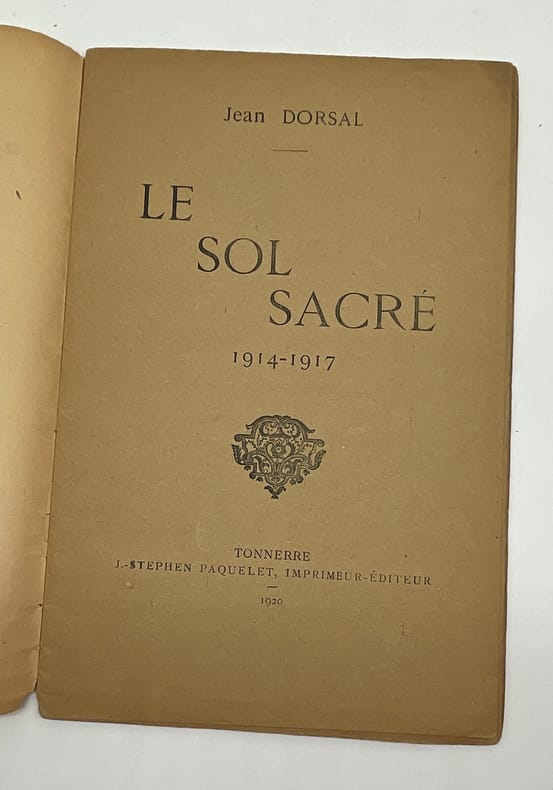 Jean DORSAL
LE
SOL
SACRÉ
1914-1917
TONNERRE
J.-STEPHEN PAQUELET, IMPRIMEUR-ÉDITEUR
1920